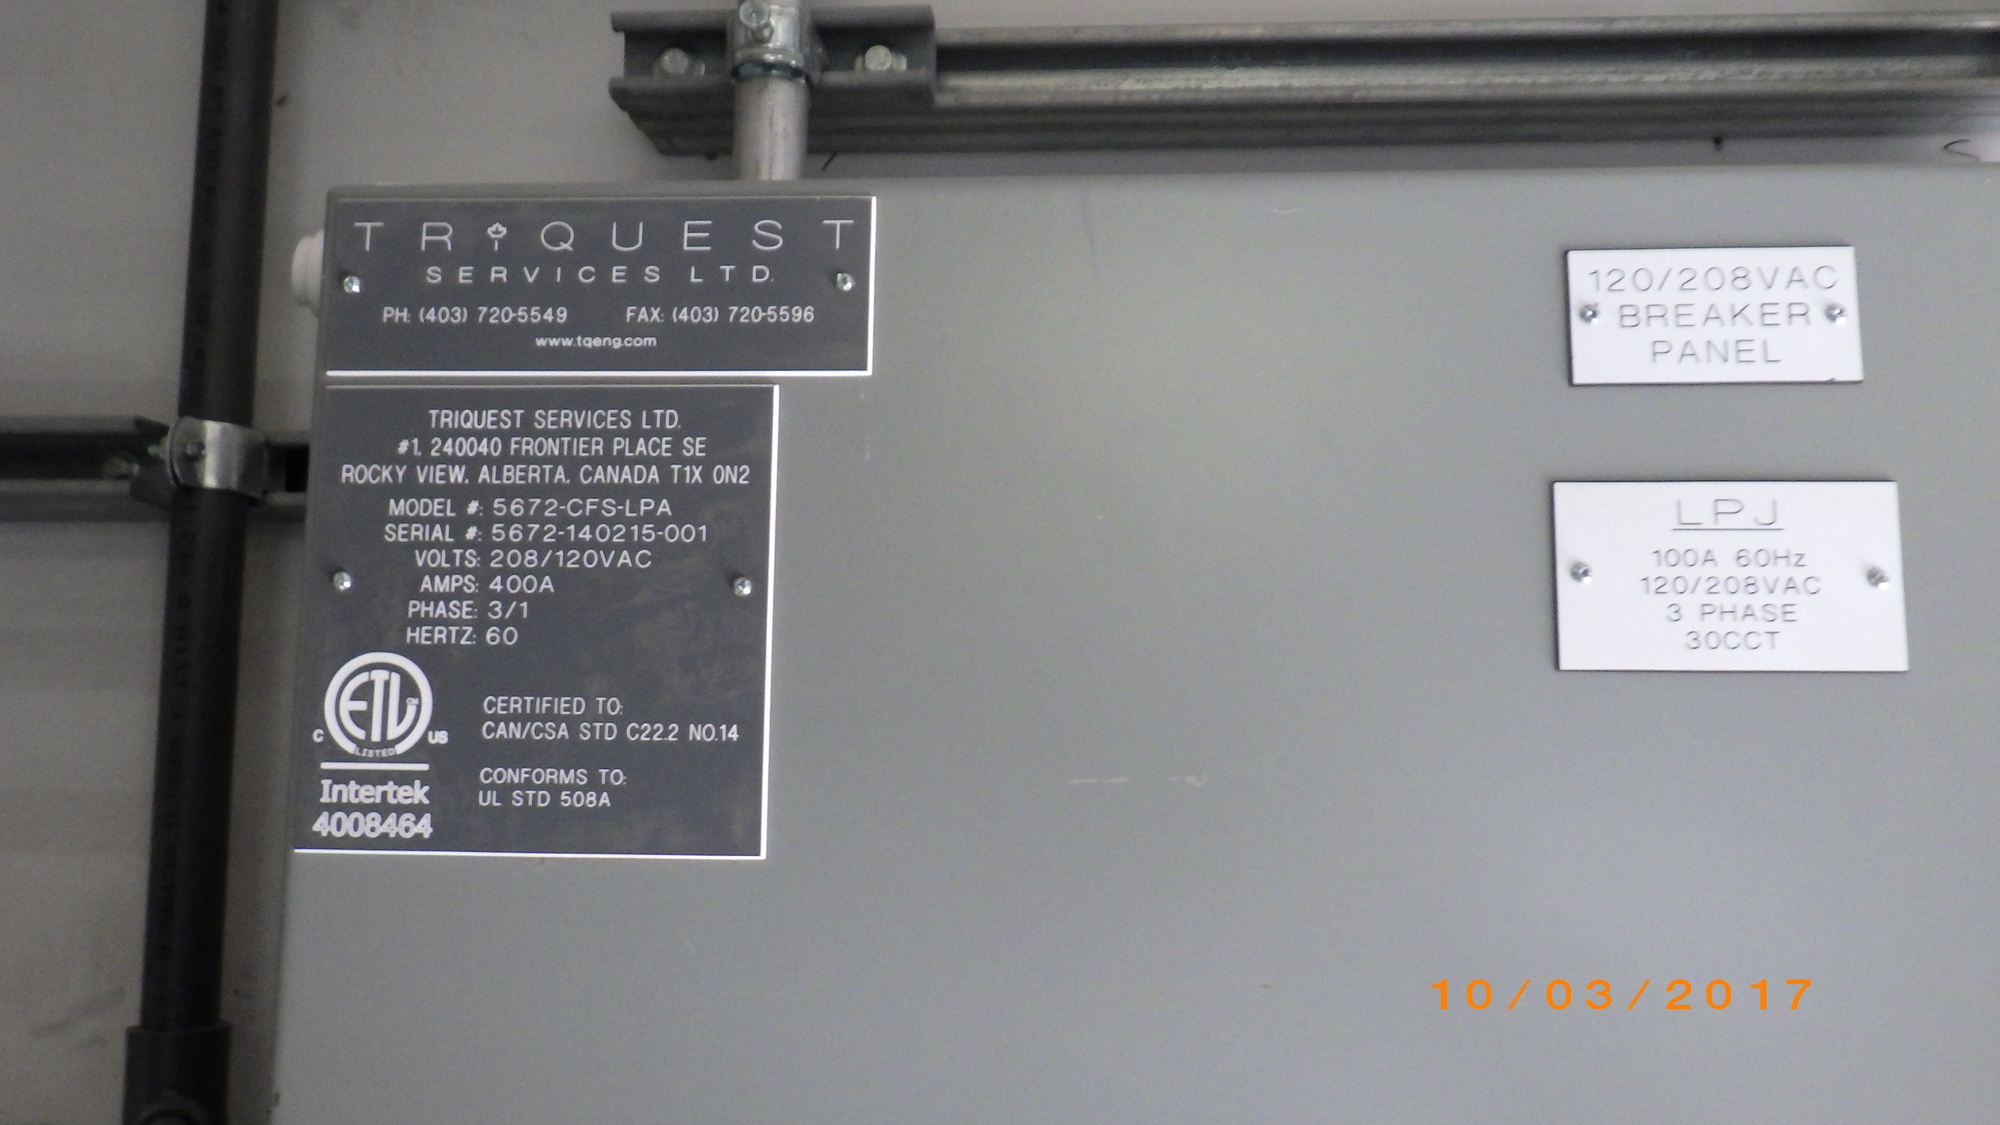 TRIQUEST
SERVICES LTD.
PH: (403) 720-5549 FAX: (403) 720-5596
www.tqeng.com
TRIQUEST SERVICES LTD.
#1, 240040 FRONTIER PLACE SE
ROCKY VIEW, ALBERTA, CANADA T1X 0N2
MODEL #: 5672-CFS-LPA
SERIAL #: 5672-140215-001
VOLTS: 208/120VAC
AMPS: 400A
PHASE: 3/1
HERTZ: 60
ETL CM
C LISTED US
Intertek
4008464
CERTIFIED TO:
CAN/CSA STD C22.2 NO.14
CONFORMS TO:
UL STD 508A
120/208VAC
BREAKER
PANEL
LPJ
100A 60Hz
120/208VAC
3 PHASE
30CCT
10/03/2017